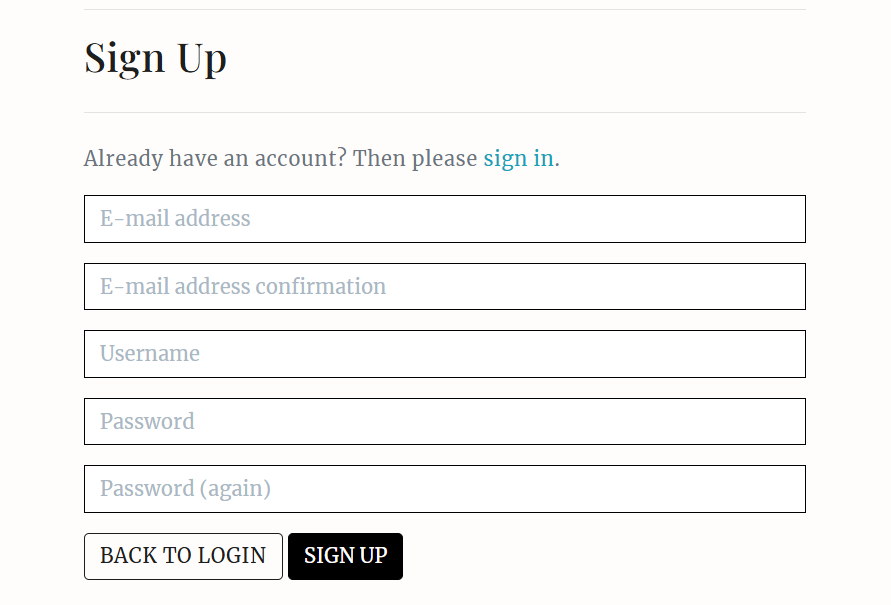 Sign Up
Already have an account? Then please sign in.
E-mail address
E-mail address confirmation
Username
Password
Password (again)
BACK TO LOGIN SIGN UP